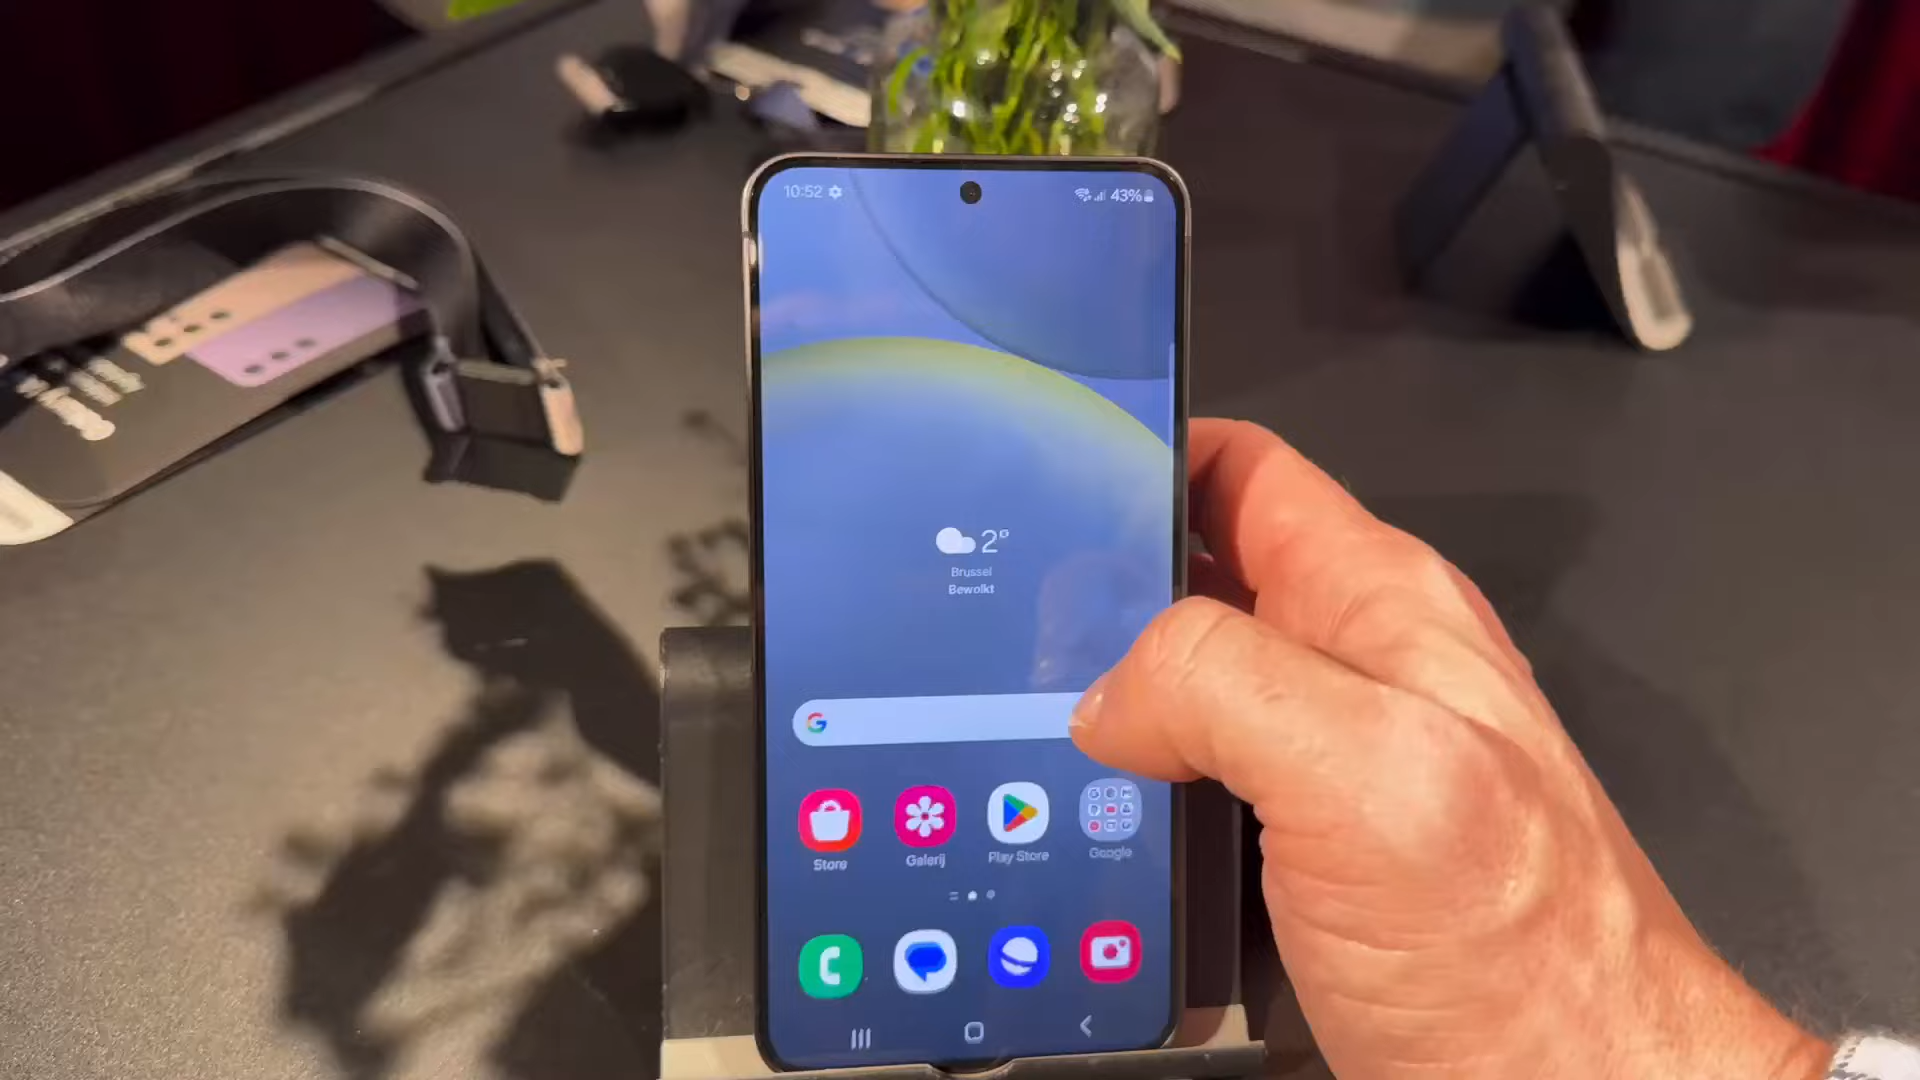 10:52
43%
2°
Brussel
Bewolkt
G
Store
Galerij
Play Store
Google